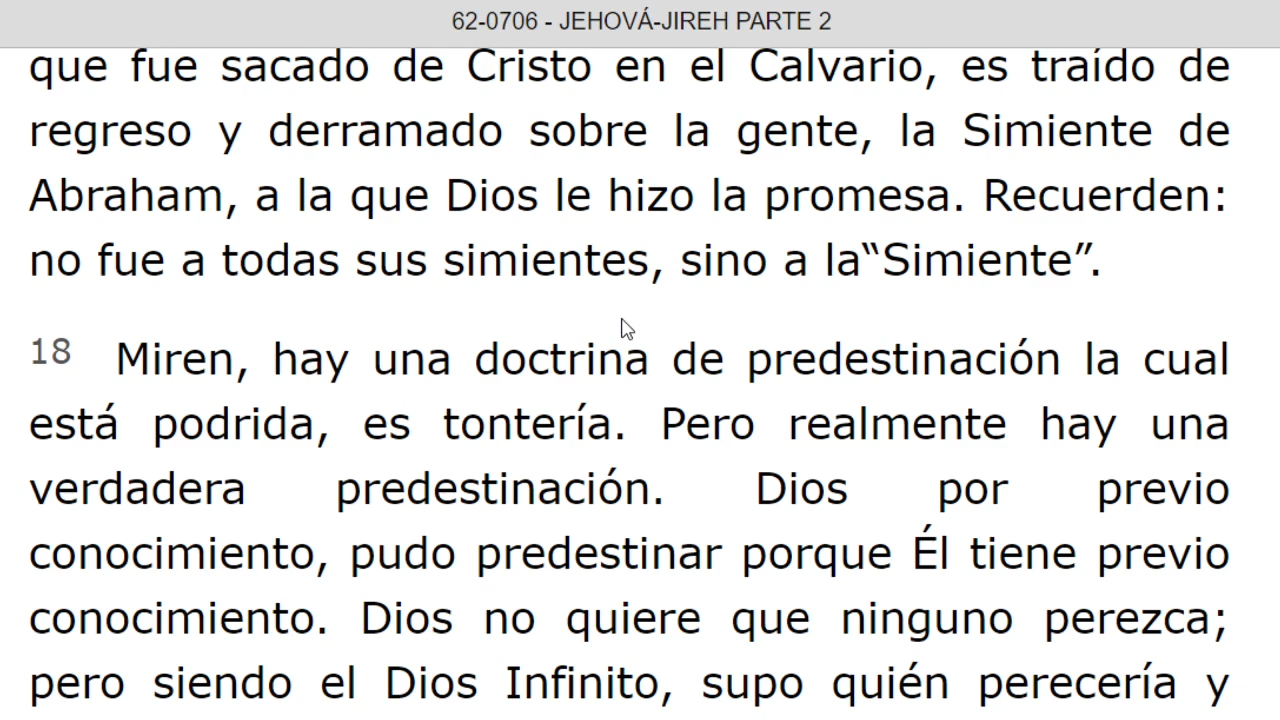 62-0706 - JEHOVÁ-JIREH PARTE 2
que fue sacado de Cristo en el Calvario, es traído de
regreso y derramado sobre la gente, la Simiente de
Abraham, a la que Dios le hizo la promesa. Recuerden:
no fue a todas sus simientes, sino a la“Simiente”.
18 Miren, hay una doctrina de predestinación la cual
está podrida, es tontería. Pero realmente hay una
verdadera predestinación. Dios por previo
conocimiento, pudo predestinar porque Él tiene previo
conocimiento. Dios no quiere que ninguno perezca;
pero siendo el Dios Infinito, supo quién perecería y